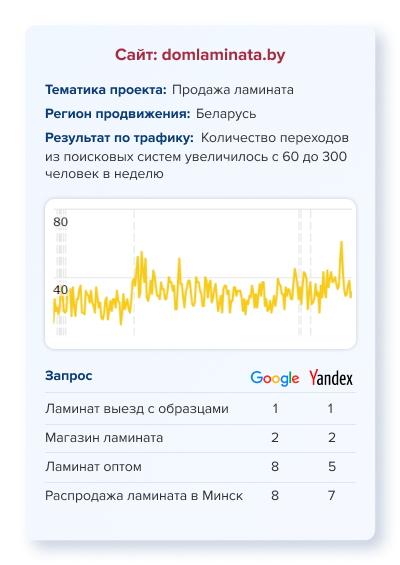 Сайт: domlaminata.by
Тематика проекта: Продажа ламината
Регион продвижения: Беларусь
Результат по трафику: Количество переходов
из поисковых систем увеличилось с 60 до 300
человек в неделю
80
40
Запрос Google Yandex
Ламинат выезд с образцами 1 1
Магазин ламината 2 2
Ламинат оптом 8 5
Распродажа ламината в Минск 8 7